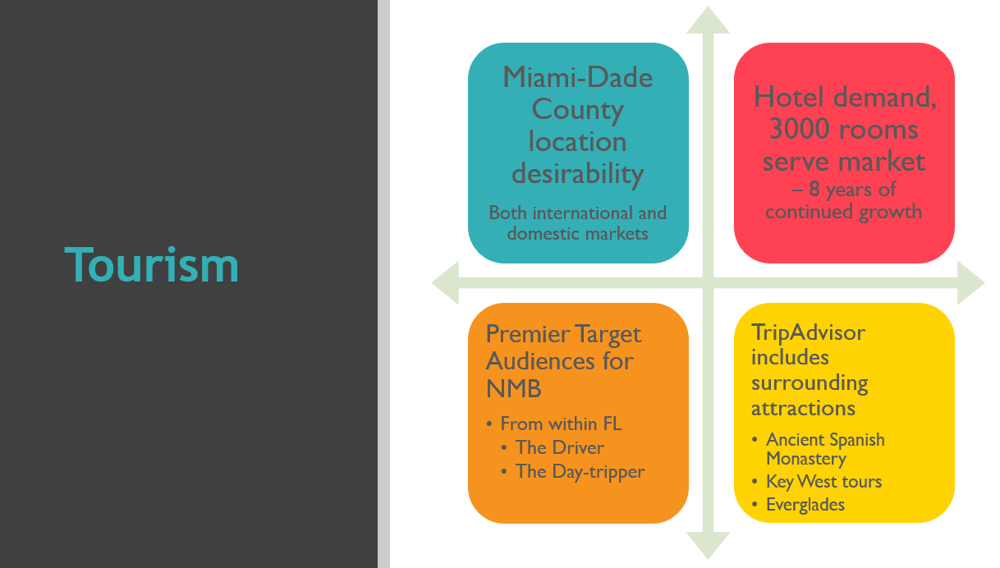 Tourism
Miami-Dade
County
location
desirability
Both international and
domestic markets
Hotel demand,
3000 rooms
serve market
– 8 years of
continued growth
Premier Target
Audiences for
NMB
• From within FL
• The Driver
• The Day-tripper
TripAdvisor
includes
surrounding
attractions
• Ancient Spanish
Monastery
• Key West tours
• Everglades